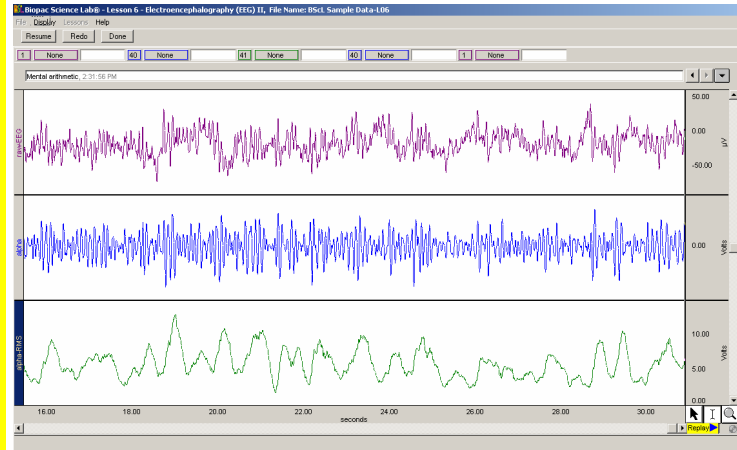 Biopac Science Lab® - Lesson 6 - Electroencephalography (EEG) II, File Name: BScL Sample Data-L06
File Display Lessons Help
Resume Redo Done
1 None 40 None 41 None 40 None 1 None
Mental arithmetic, 2:31:56 PM
raw EEG
50.00
0.00
-50.00
µV
alpha
0.00
Volts
alpha-RMS
10.00
5.00
0.00
Volts
16.00 18.00 20.00 22.00 24.00 26.00 28.00 30.00
seconds
Replay